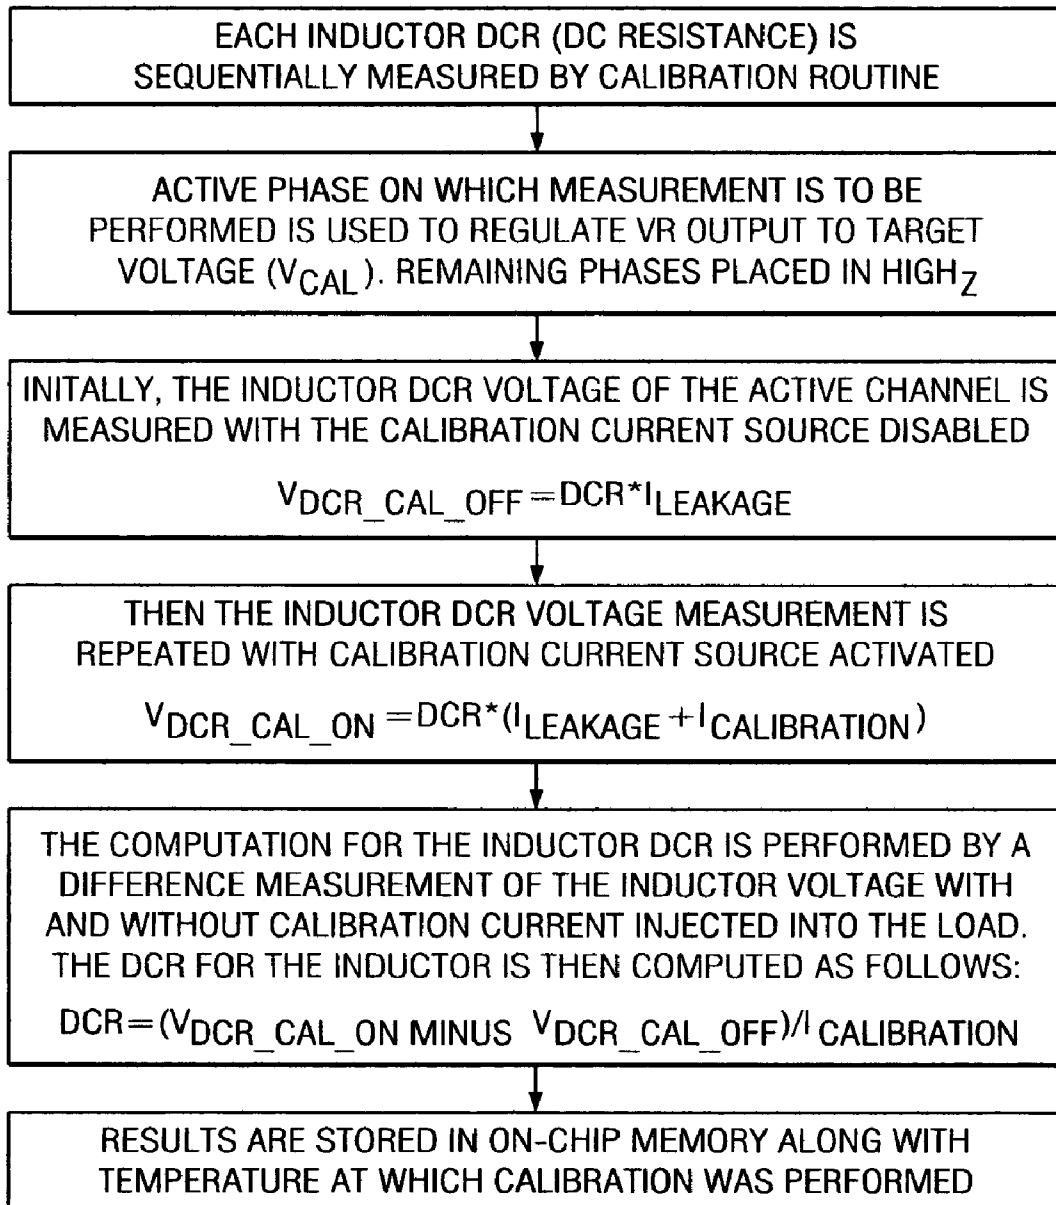 EACH INDUCTOR DCR (DC RESISTANCE) IS
SEQUENTIALLY MEASURED BY CALIBRATION ROUTINE
ACTIVE PHASE ON WHICH MEASUREMENT IS TO BE
PERFORMED IS USED TO REGULATE VR OUTPUT TO TARGET
VOLTAGE (VCAL). REMAINING PHASES PLACED IN HIGHZ
INITALLY, THE INDUCTOR DCR VOLTAGE OF THE ACTIVE CHANNEL IS
MEASURED WITH THE CALIBRATION CURRENT SOURCE DISABLED
VDCR_CAL_OFF=DCR*ILEAKAGE
THEN THE INDUCTOR DCR VOLTAGE MEASUREMENT IS
REPEATED WITH CALIBRATION CURRENT SOURCE ACTIVATED
VDCR_CAL_ON=DCR*(ILEAKAGE+ICALIBRATION)
THE COMPUTATION FOR THE INDUCTOR DCR IS PERFORMED BY A
DIFFERENCE MEASUREMENT OF THE INDUCTOR VOLTAGE WITH
AND WITHOUT CALIBRATION CURRENT INJECTED INTO THE LOAD.
THE DCR FOR THE INDUCTOR IS THEN COMPUTED AS FOLLOWS:
DCR=(VDCR_CAL_ON MINUS VDCR_CAL_OFF)/ICALIBRATION
RESULTS ARE STORED IN ON-CHIP MEMORY ALONG WITH
TEMPERATURE AT WHICH CALIBRATION WAS PERFORMED